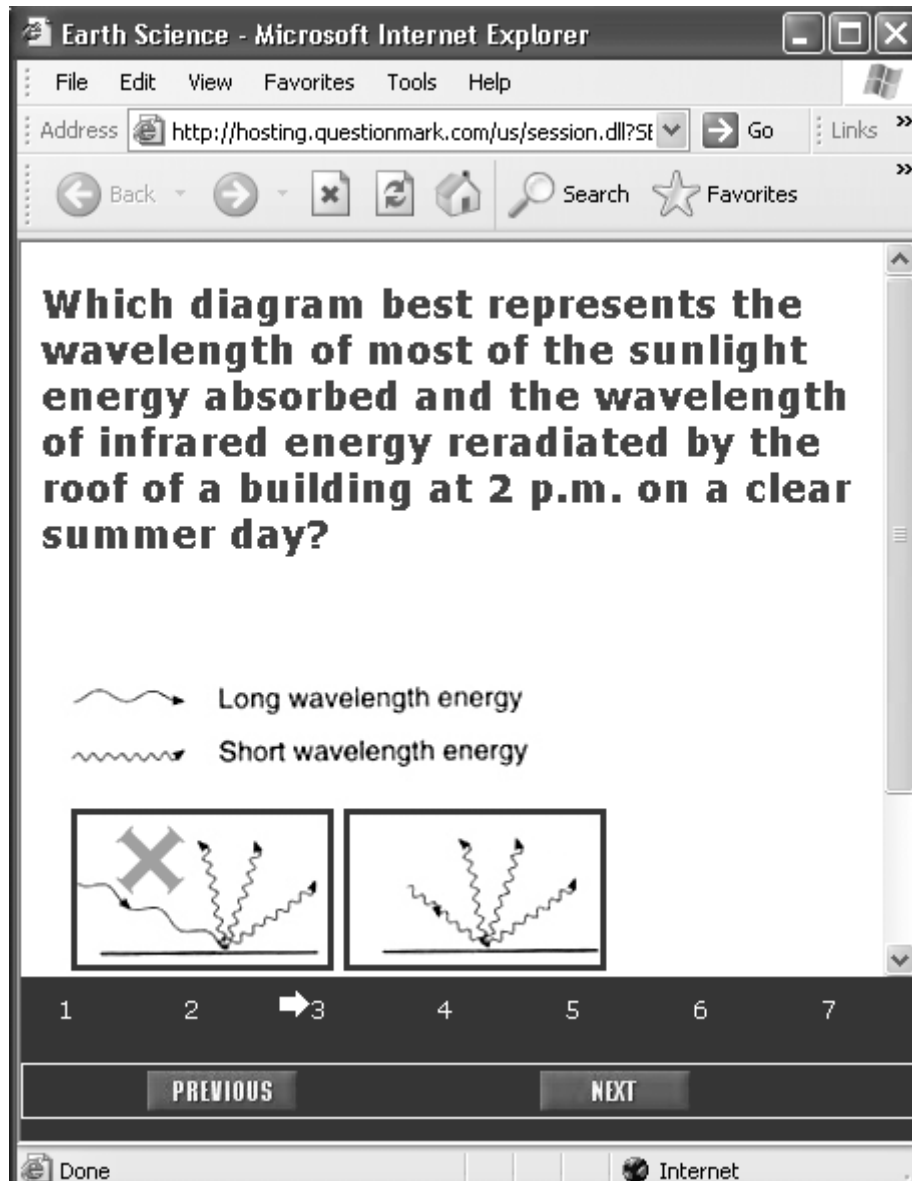 Earth Science - Microsoft Internet Explorer
File Edit View Favorites Tools Help
Address http://hosting.questionmark.com/us/session.dll?SE Go Links »
Back Search Favorites »
Which diagram best represents the
wavelength of most of the sunlight
energy absorbed and the wavelength
of infrared energy reradiated by the
roof of a building at 2 p.m. on a clear
summer day?
Long wavelength energy
Short wavelength energy
1 2 3 4 5 6 7
PREVIOUS NEXT
Done Internet